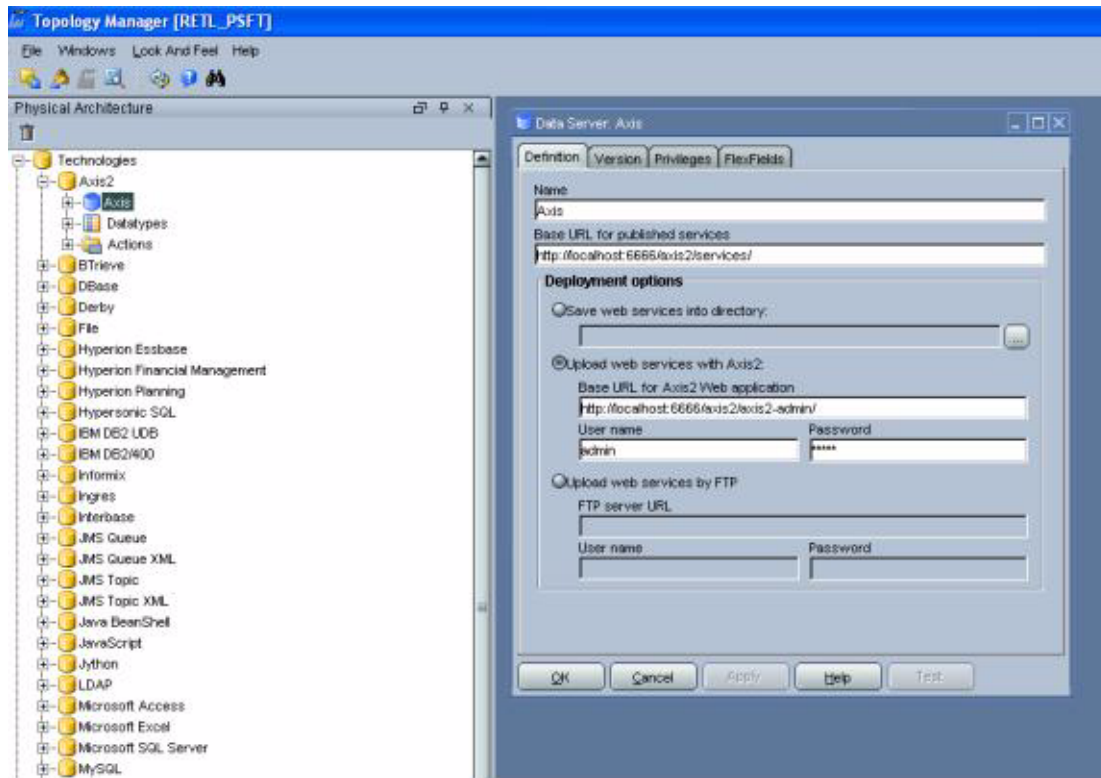 Topology Manager [RETL_PSFT]
File Windows Look And Feel Help
Physical Architecture
Technologies
Axis2
Axis
Datatypes
Actions
BTrieve
DBase
Derby
File
Hyperion Essbase
Hyperion Financial Management
Hyperion Planning
Hypersonic SQL
IBM DB2 UDB
IBM DB2/400
Informix
Ingres
Interbase
JMS Queue
JMS Queue XML
JMS Topic
JMS Topic XML
Java BeanShell
JavaScript
Jython
LDAP
Microsoft Access
Microsoft Excel
Microsoft SQL Server
MySQL
Data Server: Axis
Definition Version Privileges FlexFields
Name
Axis
Base URL for published services
http://localhost:6666/axis2/services/
Deployment options
Save web services into directory:
...
Upload web services with Axis2:
Base URL for Axis2 Web application
http://localhost:6666/axis2/axis2-admin/
User name Password
admin *****
Upload web services by FTP
FTP server URL
User name Password
OK Cancel Apply Help Test